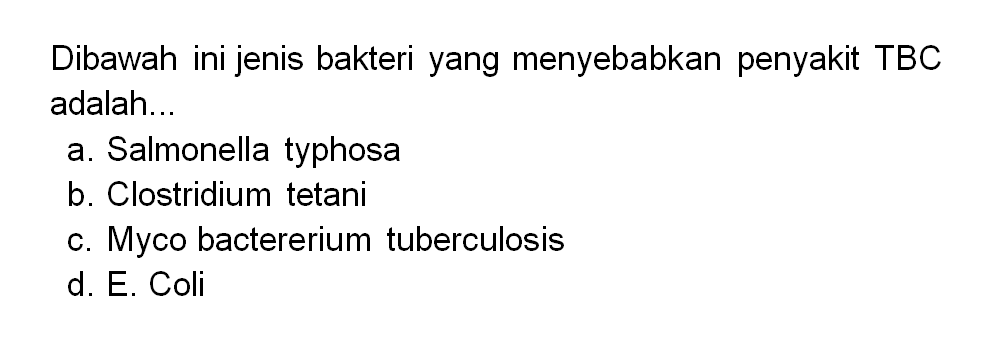 Dibawah ini jenis bakteri yang menyebabkan penyakit TBC
adalah...
a. Salmonella typhosa
b. Clostridium tetani
c. Myco bactererium tuberculosis
d. E. Coli